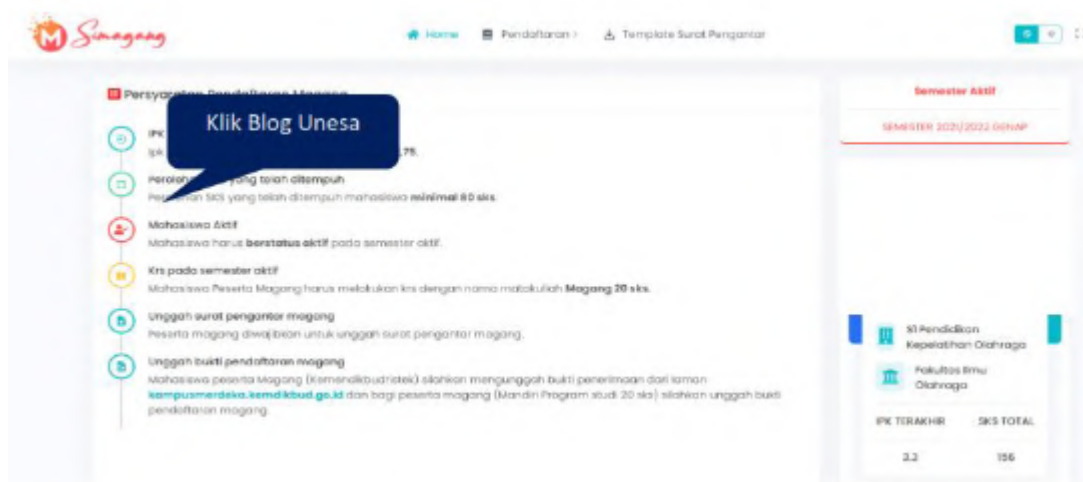 M Simagang
Home
Pendaftaran
Template Surat Pengantar
Persyaratan Pendaftaran Magang
Klik Blog Unesa
IPK
Ipk
,75.
yang telah ditempuh
SKS yang telah ditempuh mahasiswa minimal 80 sks.
Mahasiswa Aktif
Mahasiswa harus berstatus aktif pada semester aktif.
Krs pada semester aktif
Mahasiswa Peserta Magang harus melakukan krs dengan nama matakuliah Magang 20 sks.
Unggah surat pengantar magang
Peserta magang diwajibkan untuk unggah surat pengantar magang.
Unggah bukti pendaftaran magang
Mahasiswa peserta Magang (Kemendikbudristek) silahkan mengunggah bukti penerimaan dari laman
kampusmerdeka.kemdikbud.go.id dan bagi peserta magang (Mandiri Program studi 20 sks) silahkan unggah bukti
pendaftaran magang.
Semester Aktif
SEMESTER 2021/2022 GENAP
S1 Pendidikan
Kepelatihan Olahraga
Fakultas Ilmu
Olahraga
IPK TERAKHIR
SKS TOTAL
156